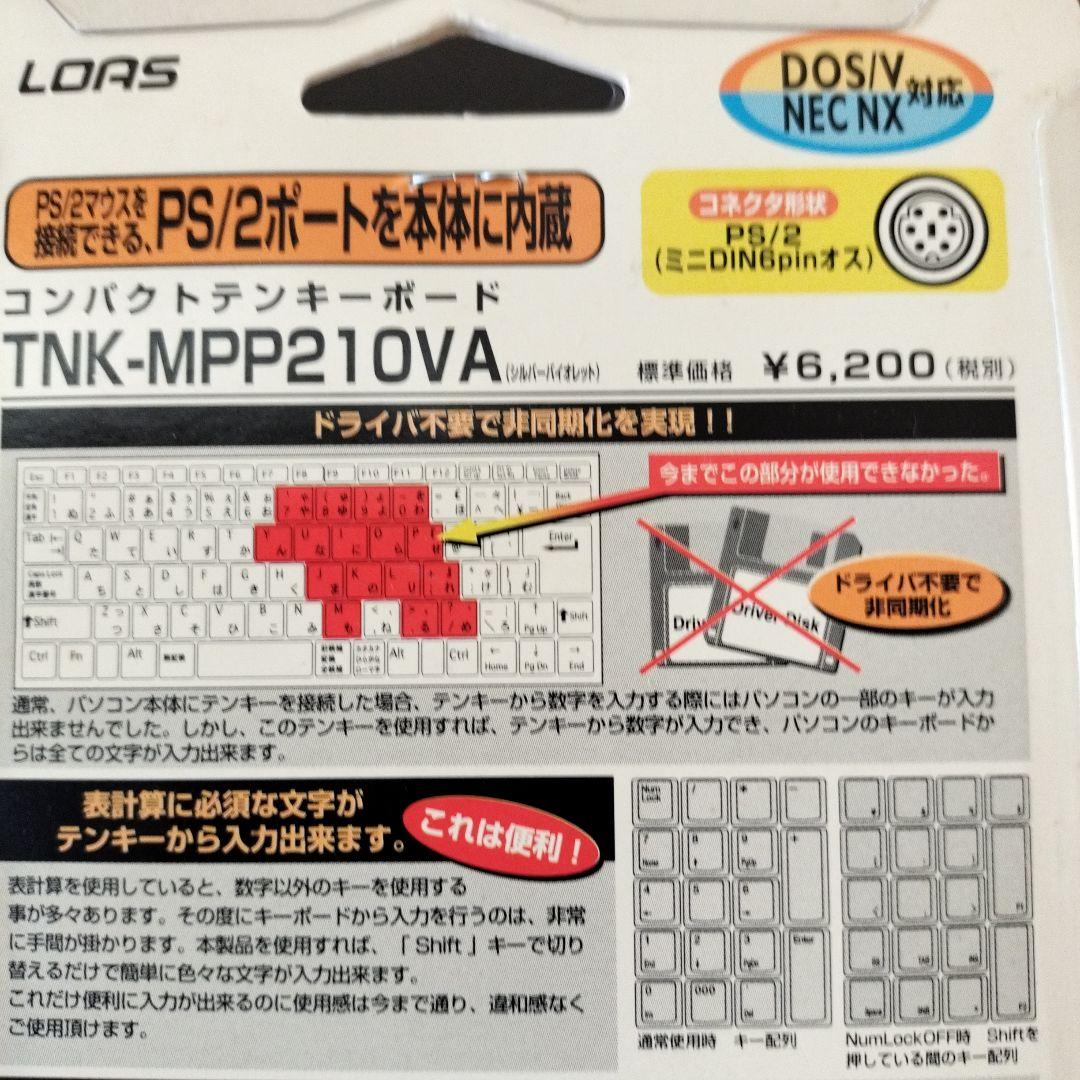 LOAS
DOS/V
NEC NX
対応
PS/2マウスを
接続できる、
PS/2ポートを本体に内蔵
コネクタ形状
PS/2
(ミニDIN6pinオス)
コンパクトテンキーボード
TNK-MPP210VA(シルバーバイオレット)
標準価格 ¥6,200(税別)
ドライバ不要で非同期化を実現!!
今までこの部分が使用できなかった。
ドライバ不要で
非同期化
Driver Disk
通常、パソコン本体にテンキーを接続した場合、テンキーから数字を入力する際にはパソコンの一部のキーが入力
出来ませんでした。しかし、このテンキーを使用すれば、テンキーから数字が入力でき、パソコンのキーボードか
らは全ての文字が入力出来ます。
表計算に必須な文字が
テンキーから入力出来ます。
これは便利!
表計算を使用していると、数字以外のキーを使用する
事が多々あります。その度にキーボードから入力を行うのは、非常
に手間が掛かります。本製品を使用すれば、「Shift」キーで切り
替えるだけで簡単に色々な文字が入力出来ます。
これだけ便利に入力が出来るのに使用感は今まで通り、違和感なく
ご使用頂けます。
通常使用時 キー配列
NumLockOFF時 Shiftを
押している間のキー配列